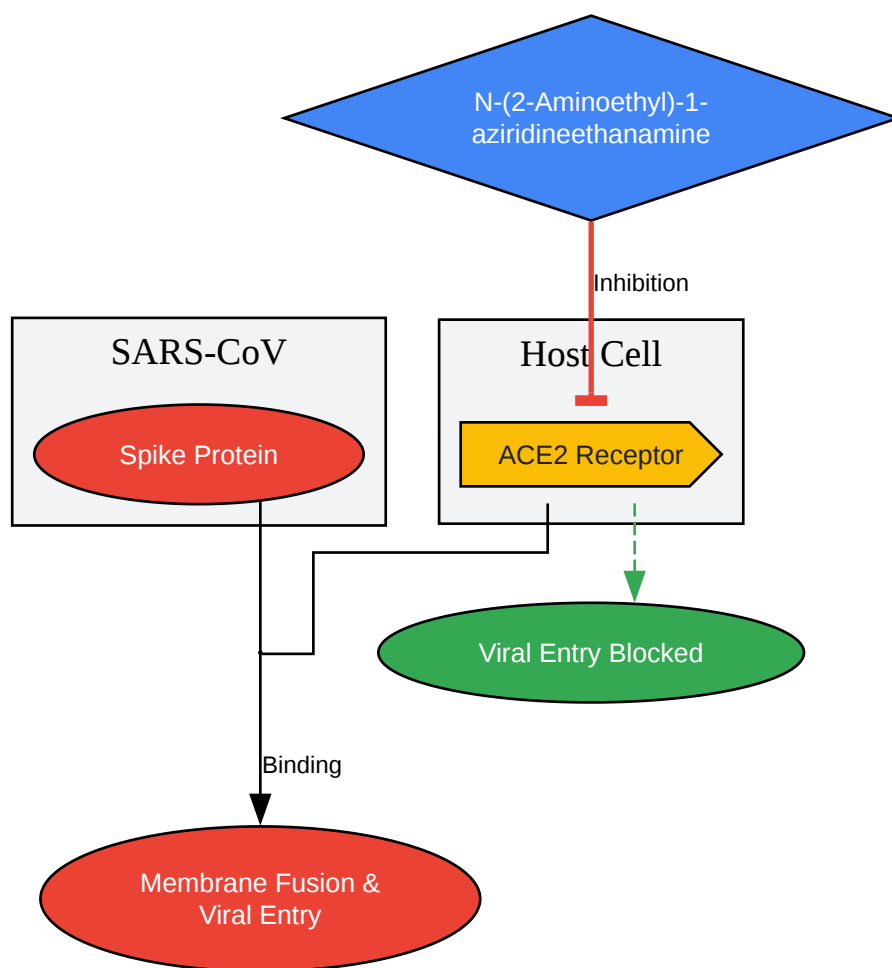 N-(2-Aminoethyl)-1-
aziridineethanamine
Inhibition
SARS-CoV
Host Cell
Spike Protein
ACE2 Receptor
Viral Entry Blocked
Binding
Membrane Fusion &
Viral Entry